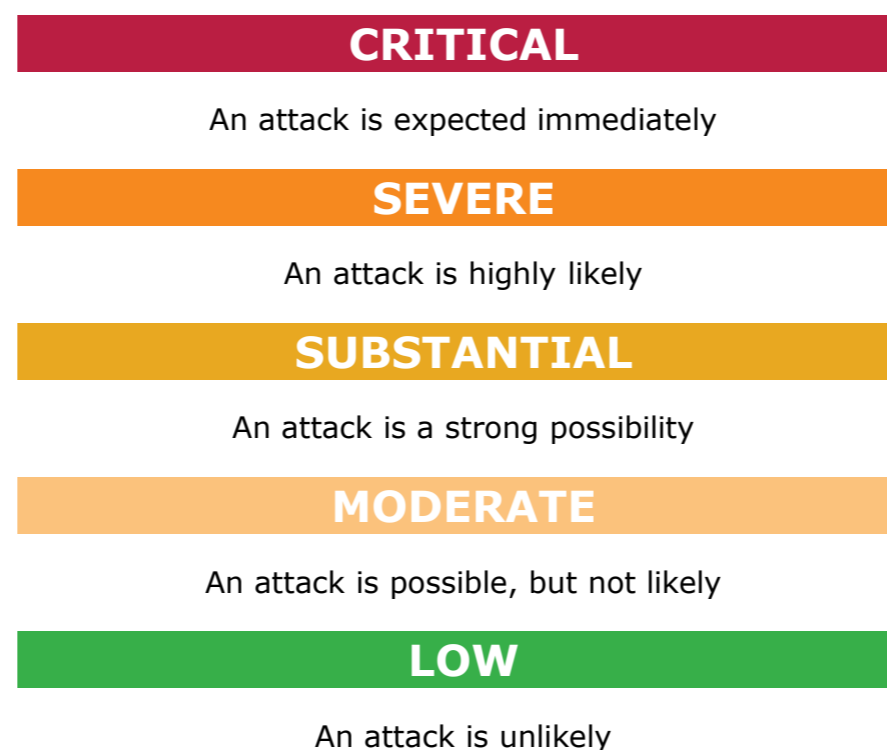 CRITICAL
An attack is expected immediately
SEVERE
An attack is highly likely
SUBSTANTIAL
An attack is a strong possibility
MODERATE
An attack is possible, but not likely
LOW
An attack is unlikely